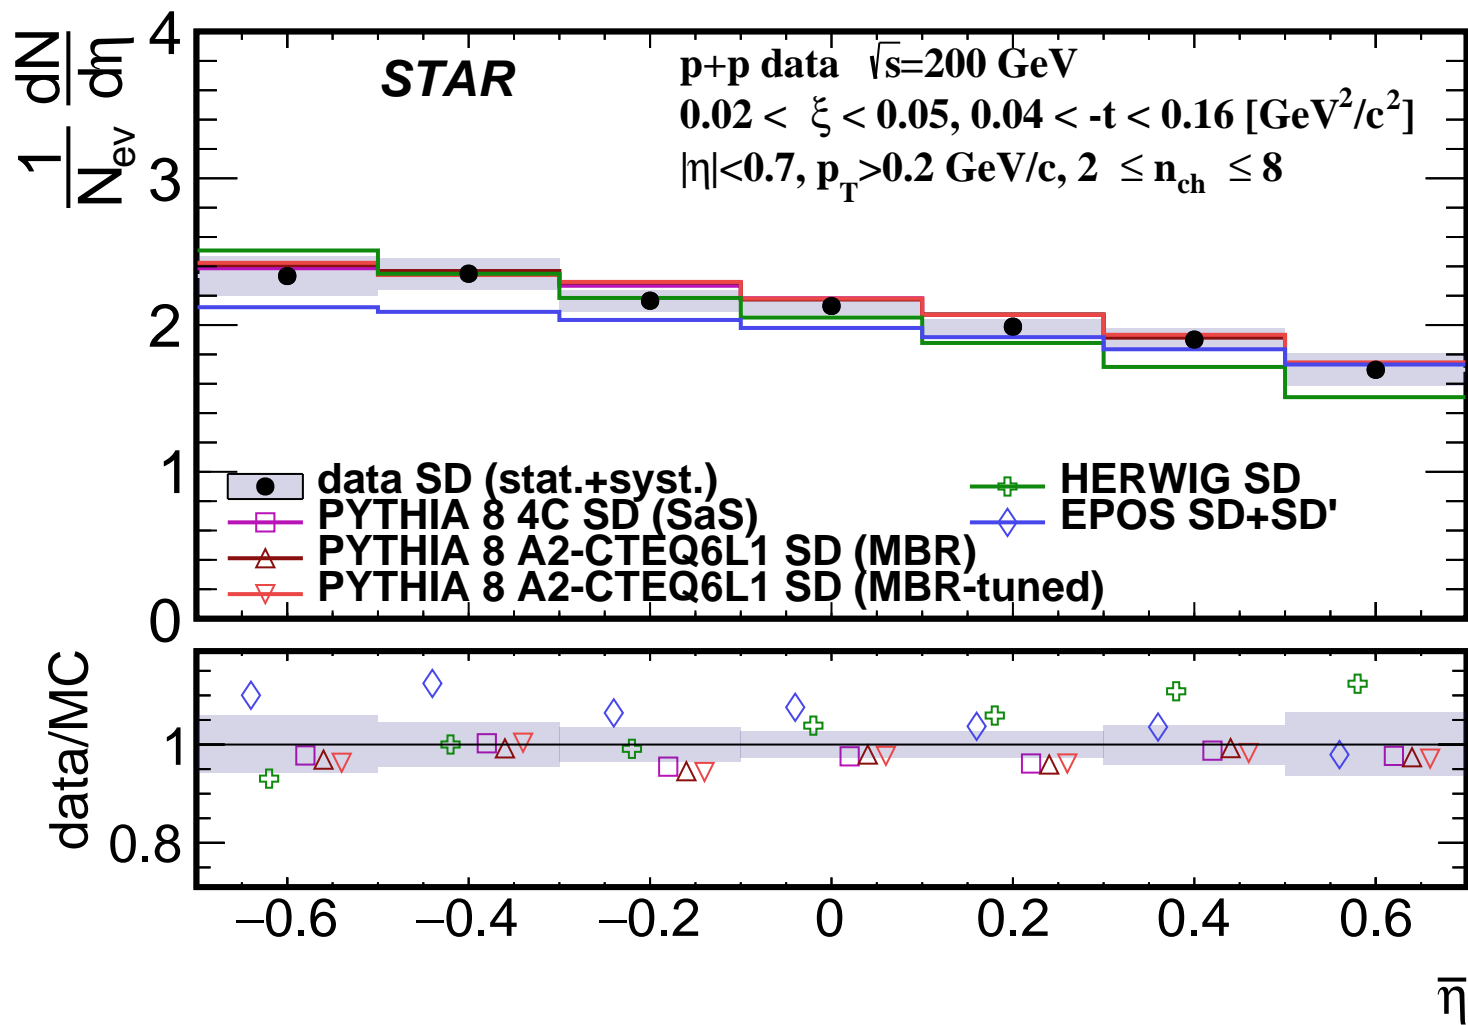 1/N_ev dN/dη
STAR
p+p data √s=200 GeV
0.02 < ξ < 0.05, 0.04 < -t < 0.16 [GeV²/c²]
|η|<0.7, p_T>0.2 GeV/c, 2 ≤ n_ch ≤ 8
4
3
2
1
0
data SD (stat.+syst.)
PYTHIA 8 4C SD (SaS)
PYTHIA 8 A2-CTEQ6L1 SD (MBR)
PYTHIA 8 A2-CTEQ6L1 SD (MBR-tuned)
HERWIG SD
EPOS SD+SD'
data/MC
1
0.8
−0.6 −0.4 −0.2 0 0.2 0.4 0.6
η̅